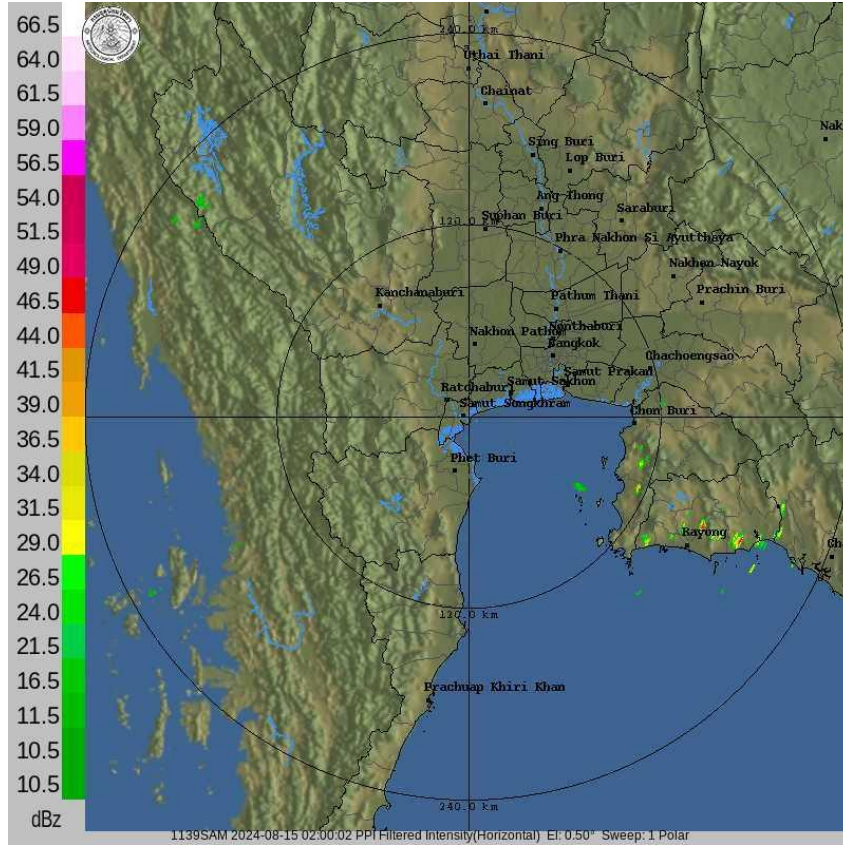 66.5
64.0
61.5
59.0
56.5
54.0
51.5
49.0
46.5
44.0
41.5
39.0
36.5
34.0
31.5
29.0
26.5
24.0
21.5
16.5
11.5
10.5
10.5
dBz
240.0 km
Uthai Thani
Chainat
Sing Buri
Lop Buri
Nak
Ang Thong
Suphan Buri
Saraburi
130.0 km
Phra Nakhon Si Ayutthaya
Nakhon Nayok
Prachin Buri
Kanchanaburi
Pathum Thani
Nonthaburi
Nakhon Pathom
Bangkok
Chachoengsao
Samut Prakan
Samut Sakhon
Ratchaburi
Samut Songkhram
Chon Buri
Phet Buri
Rayong
Ch
130.0 km
Prachuap Khiri Khan
240.0 km
1139SAM 2024-08-15 02:00:02 PPI Filtered Intensity(Horizontal) El: 0.50° Sweep: 1 Polar